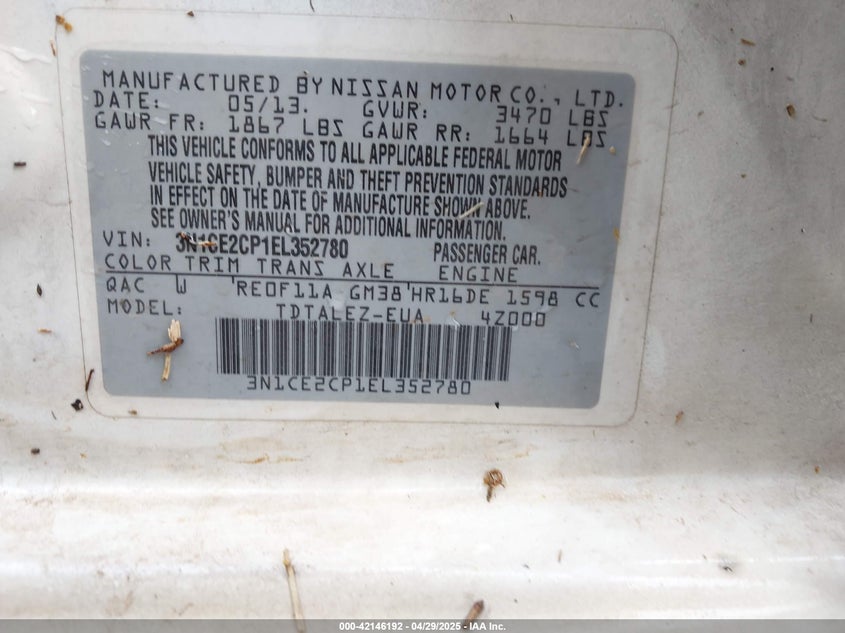 MANUFACTURED BY NISSAN MOTOR CO., LTD.
DATE: 05/13. GVWR: 3470 LBS
GAWR FR: 1867 LBS GAWR RR: 1664 LBS
THIS VEHICLE CONFORMS TO ALL APPLICABLE FEDERAL MOTOR
VEHICLE SAFETY, BUMPER AND THEFT PREVENTION STANDARDS
IN EFFECT ON THE DATE OF MANUFACTURE SHOWN ABOVE.
SEE OWNER'S MANUAL FOR ADDITIONAL INFORMATION.
VIN: 3N1CE2CP1EL352780 PASSENGER CAR.
COLOR TRIM TRANS AXLE ENGINE
QAC W RE0F11A GM38 HR16DE 1598 CC
MODEL: TDTALEZ-EUA 4Z000
3N1CE2CP1EL352780
000-42146192 - 04/29/2025 - IAA Inc.